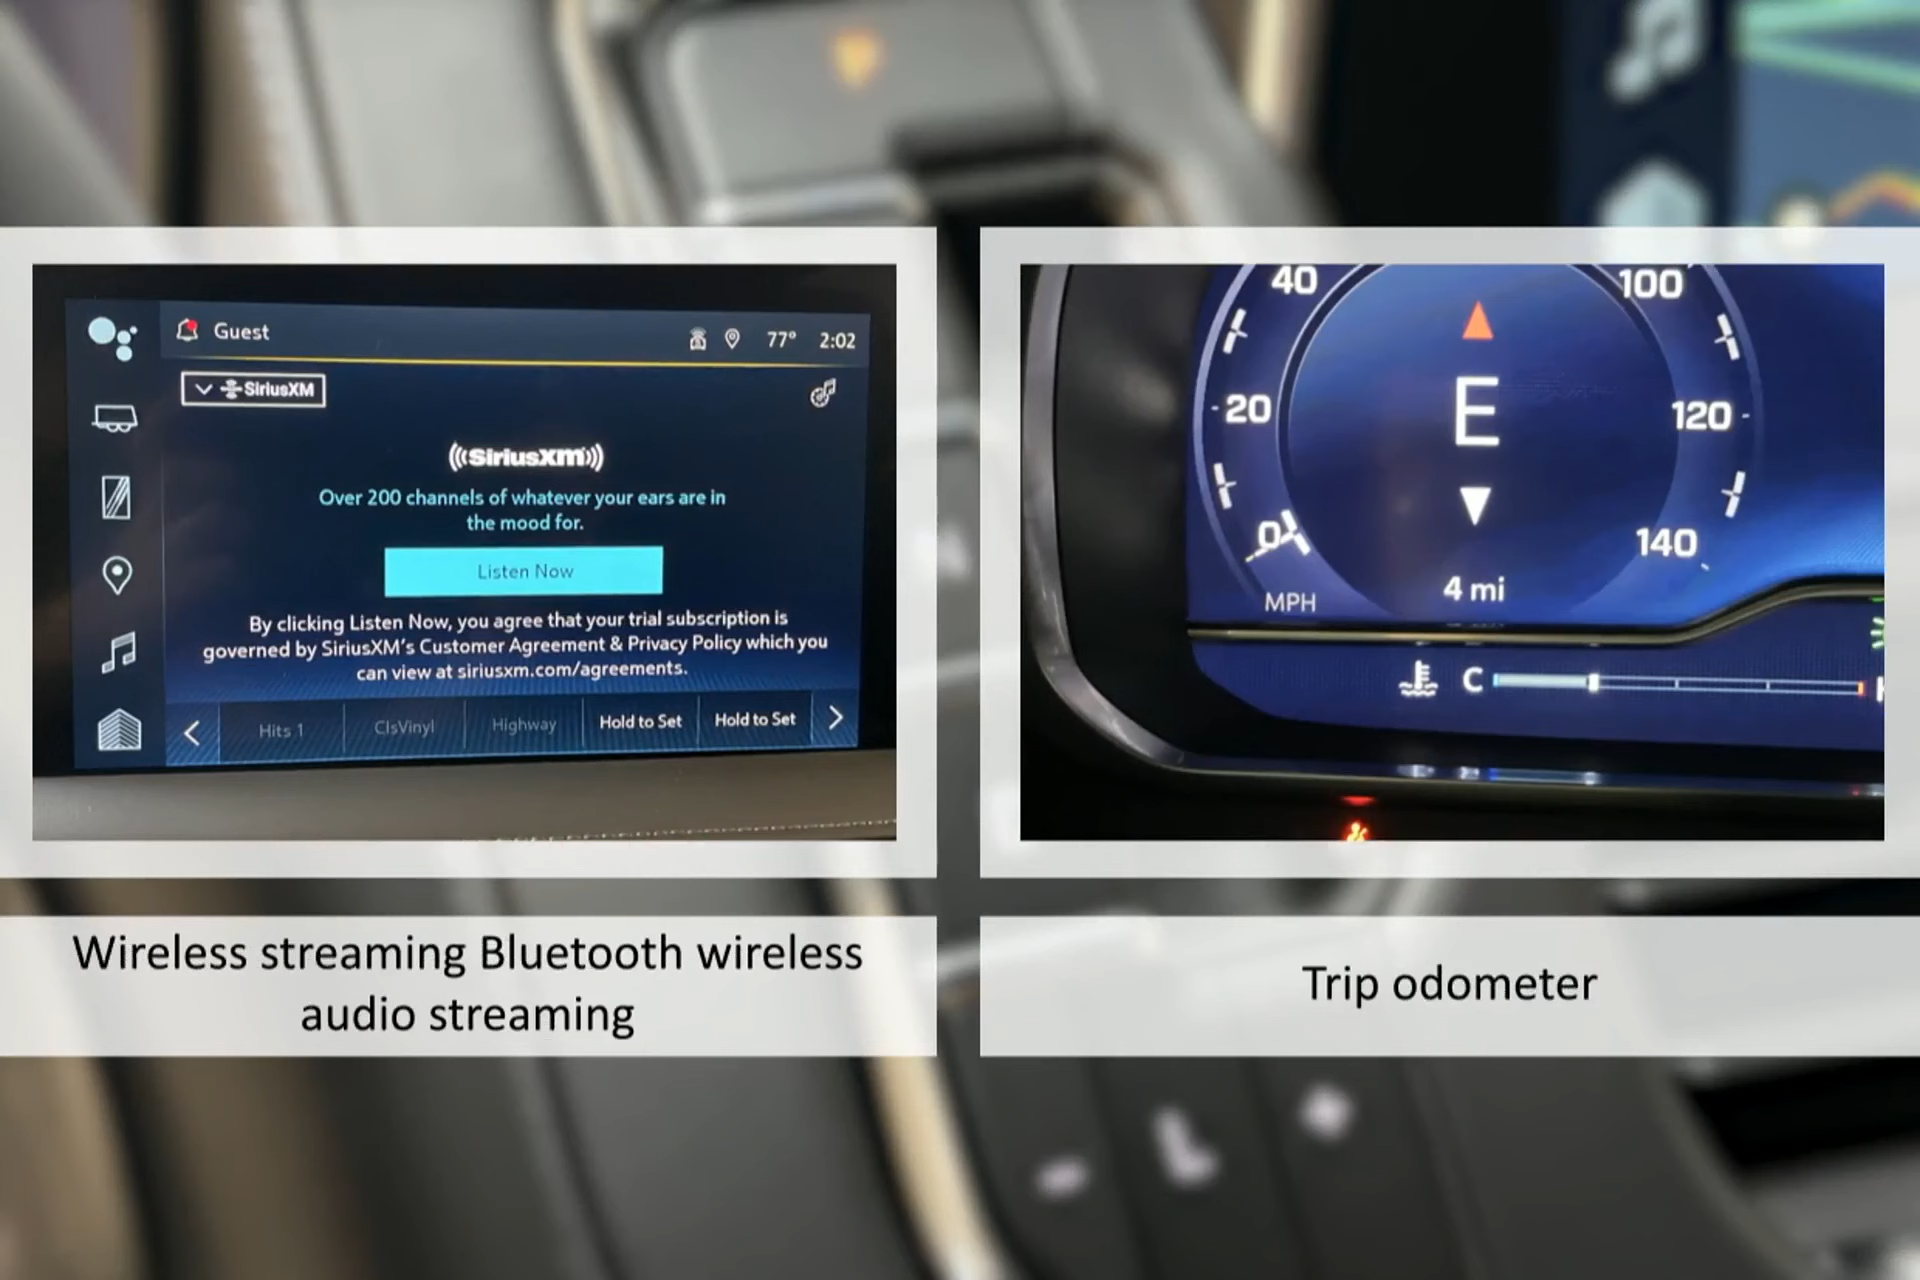 Guest
77° 2:02
SiriusXM
SiriusXM
Over 200 channels of whatever your ears are in
the mood for.
Listen Now
By clicking Listen Now, you agree that your trial subscription is
governed by SiriusXM's Customer Agreement & Privacy Policy which you
can view at siriusxm.com/agreements.
Hits 1 ClsVinyl Highway Hold to Set Hold to Set
40 100
E
20 120
0 140
MPH
4 mi
C
Wireless streaming Bluetooth wireless
audio streaming
Trip odometer